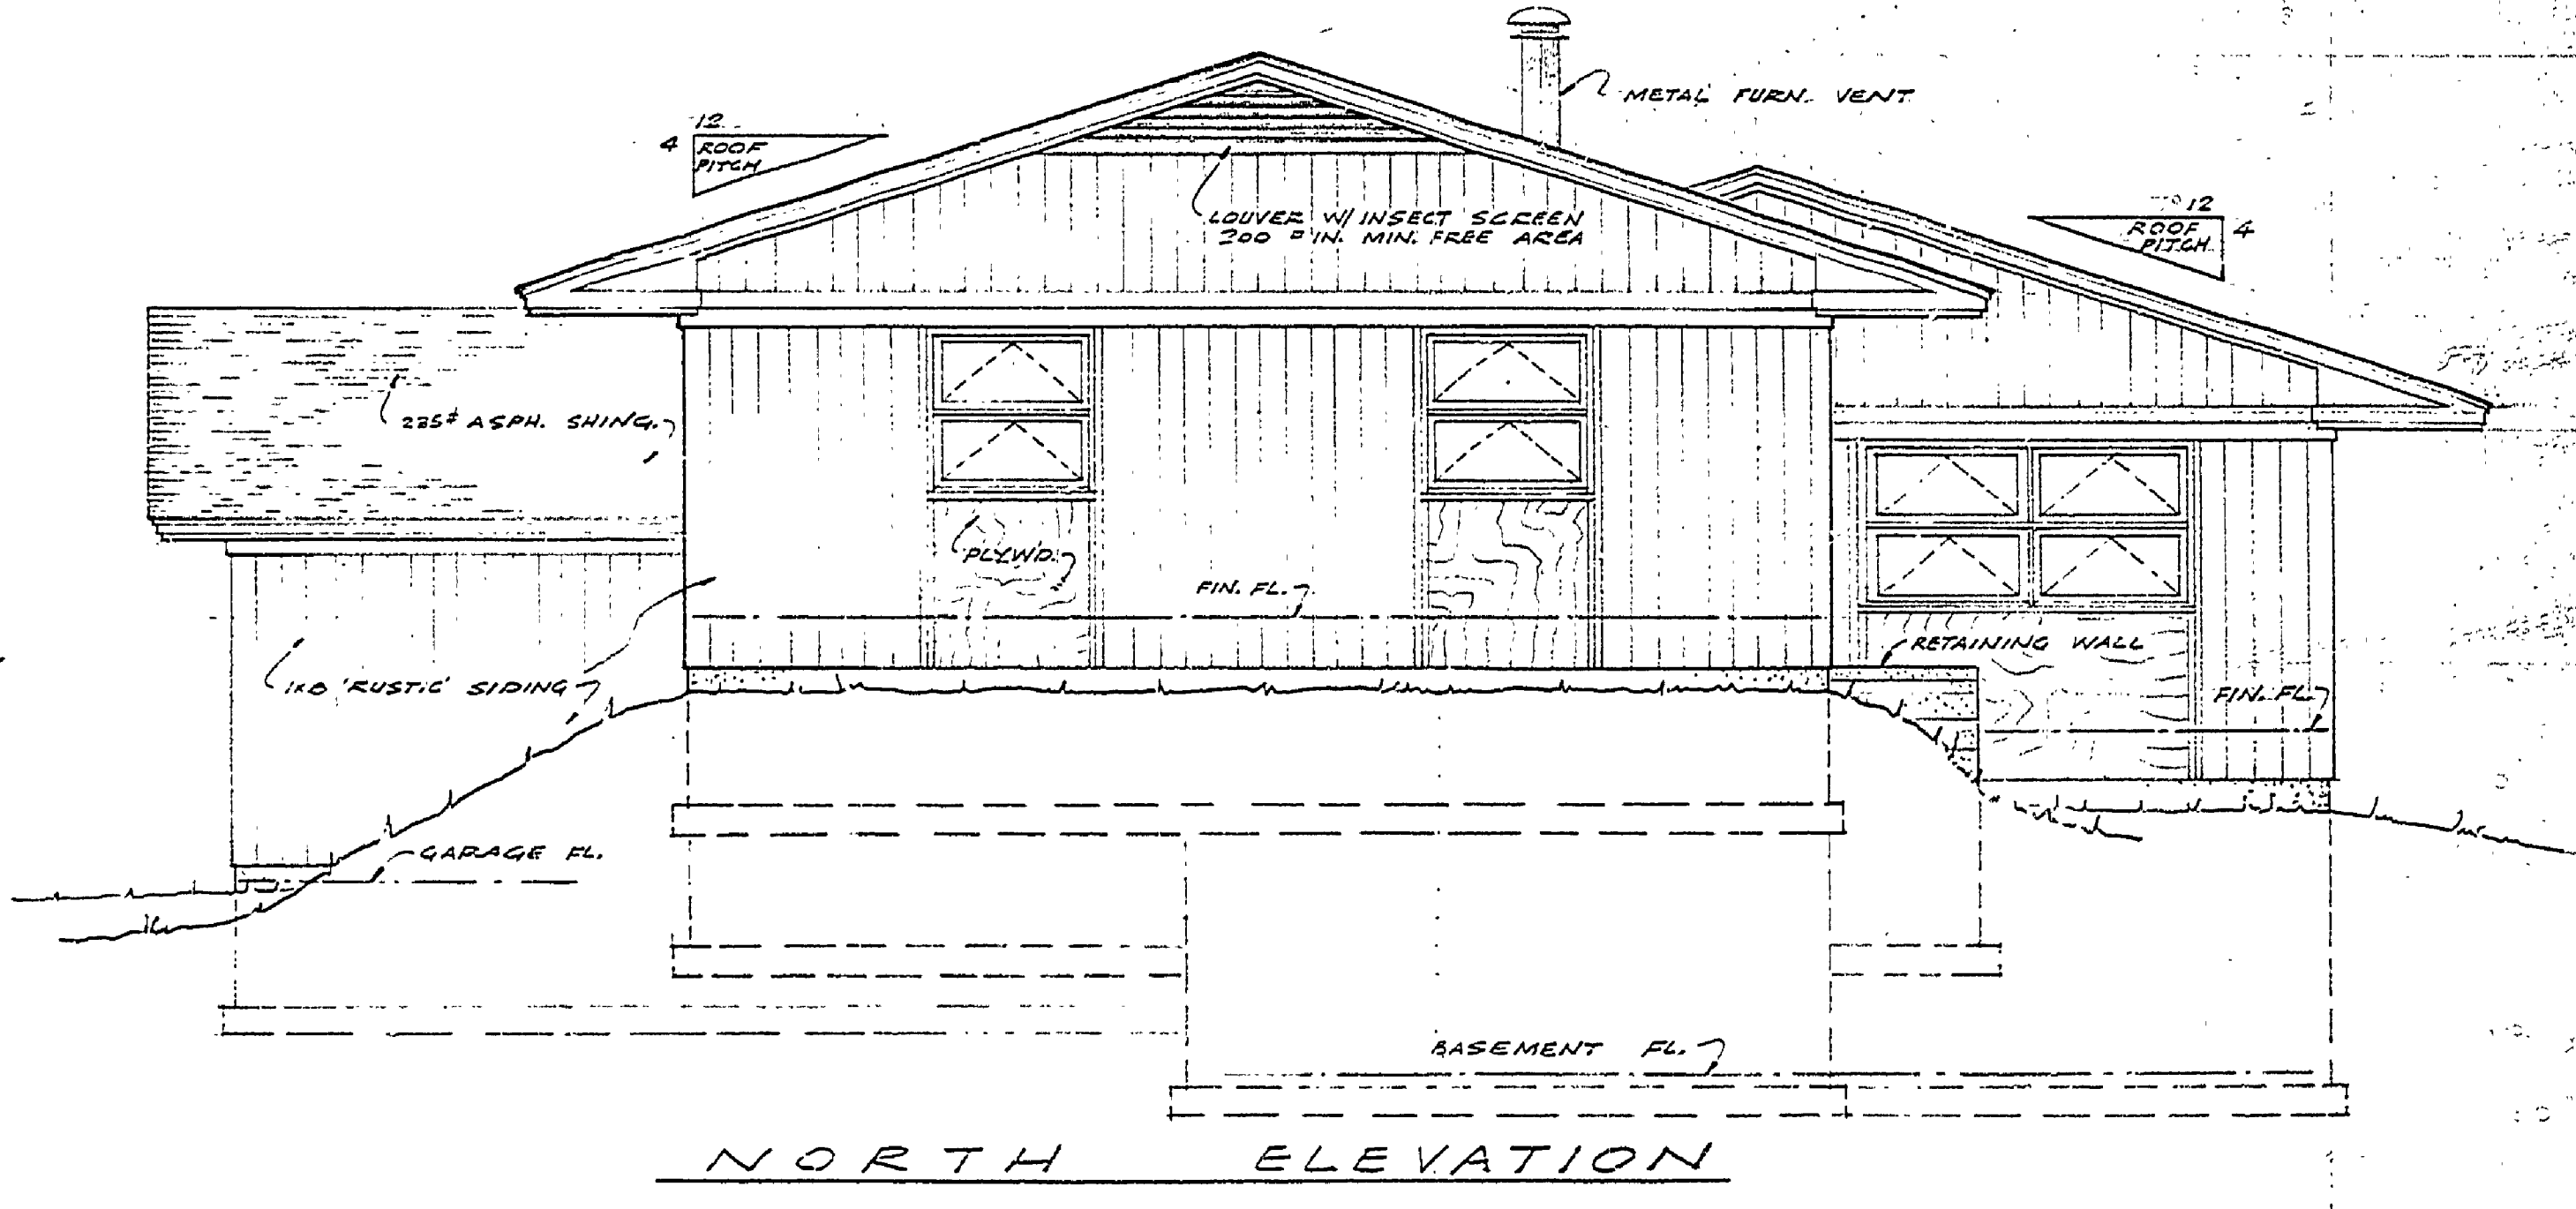 METAL FURN. VENT
12
4 ROOF
PITCH
12
ROOF 4
PITCH
LOUVER W/ INSECT SCREEN
200 □ IN. MIN. FREE AREA
235# ASPH. SHING.
PLYWD.
FIN. FL.
RETAINING WALL
1X8 'RUSTIC' SIDING
FIN. FL.
GARAGE FL.
BASEMENT FL.
NORTH ELEVATION